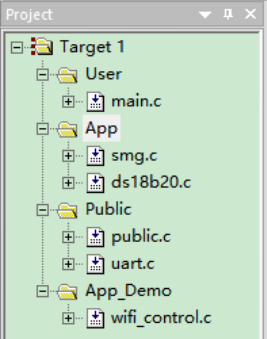 Project
Target 1
User
main.c
App
smg.c
ds18b20.c
Public
public.c
uart.c
App_Demo
wifi_control.c